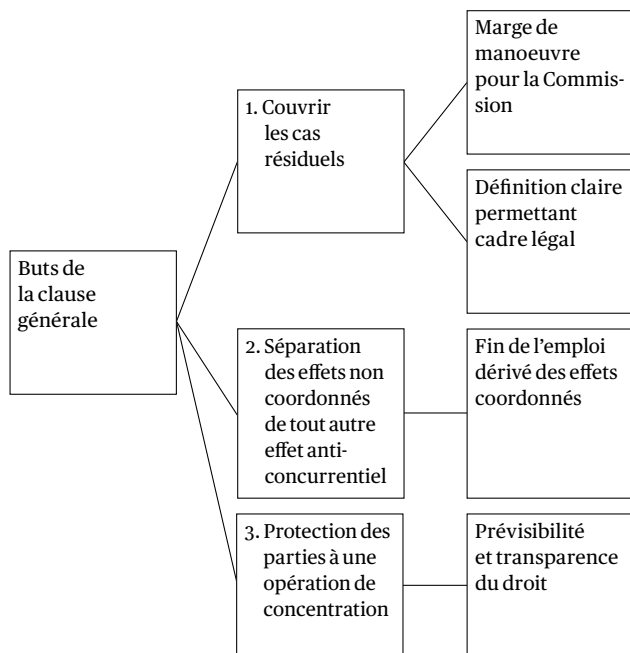 Buts de
la clause
générale
1. Couvrir
les cas
résiduels
Marge de
manoeuvre
pour la Commis-
sion
Définition claire
permettant
cadre légal
2. Séparation
des effets non
coordonnés
de tout autre
effet anti-
concurrentiel
Fin de l’emploi
dérivé des effets
coordonnés
3. Protection des
parties à une
opération de
concentration
Prévisibilité
et transparence
du droit